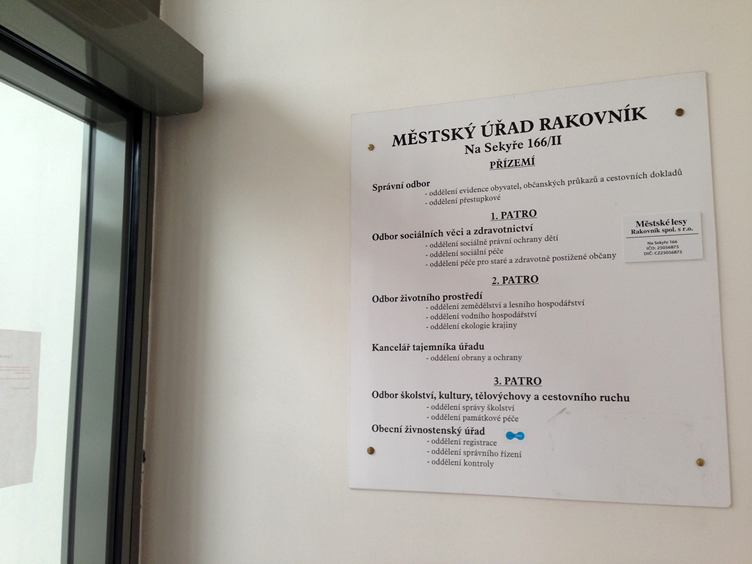 MĚSTSKÝ ÚŘAD RAKOVNÍK
Na Sekyře 166/II
PŘÍZEMÍ
Správní odbor
- oddělení evidence obyvatel, občanských průkazů a cestovních dokladů
- oddělení přestupkové
1. PATRO
Odbor sociálních věcí a zdravotnictví
- oddělení sociálně právní ochrany dětí
- oddělení sociální péče
- oddělení péče pro staré a zdravotně postižené občany
Městské lesy
Rakovník spol. s r.o.
Na Sekyře 166
IČO: 25056875
DIČ: CZ25056875
2. PATRO
Odbor životního prostředí
- oddělení zemědělství a lesního hospodářství
- oddělení vodního hospodářství
- oddělení ekologie krajiny
Kancelář tajemníka úřadu
- oddělení obrany a ochrany
3. PATRO
Odbor školství, kultury, tělovýchovy a cestovního ruchu
- oddělení správy školství
- oddělení památkové péče
Obecní živnostenský úřad
- oddělení registrace
- oddělení správního řízení
- oddělení kontroly